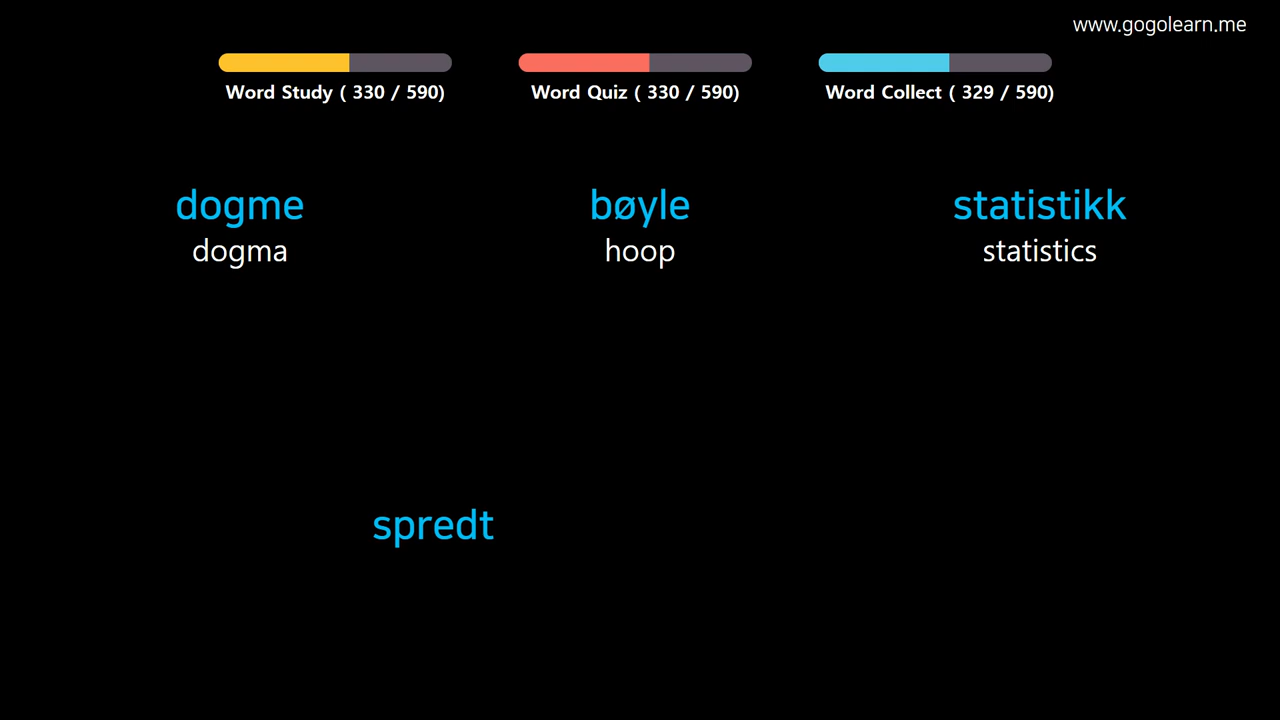 www.gogolearn.me
Word Study ( 330 / 590)
Word Quiz ( 330 / 590)
Word Collect ( 329 / 590)
dogme
dogma
bøyle
hoop
statistikk
statistics
spredt